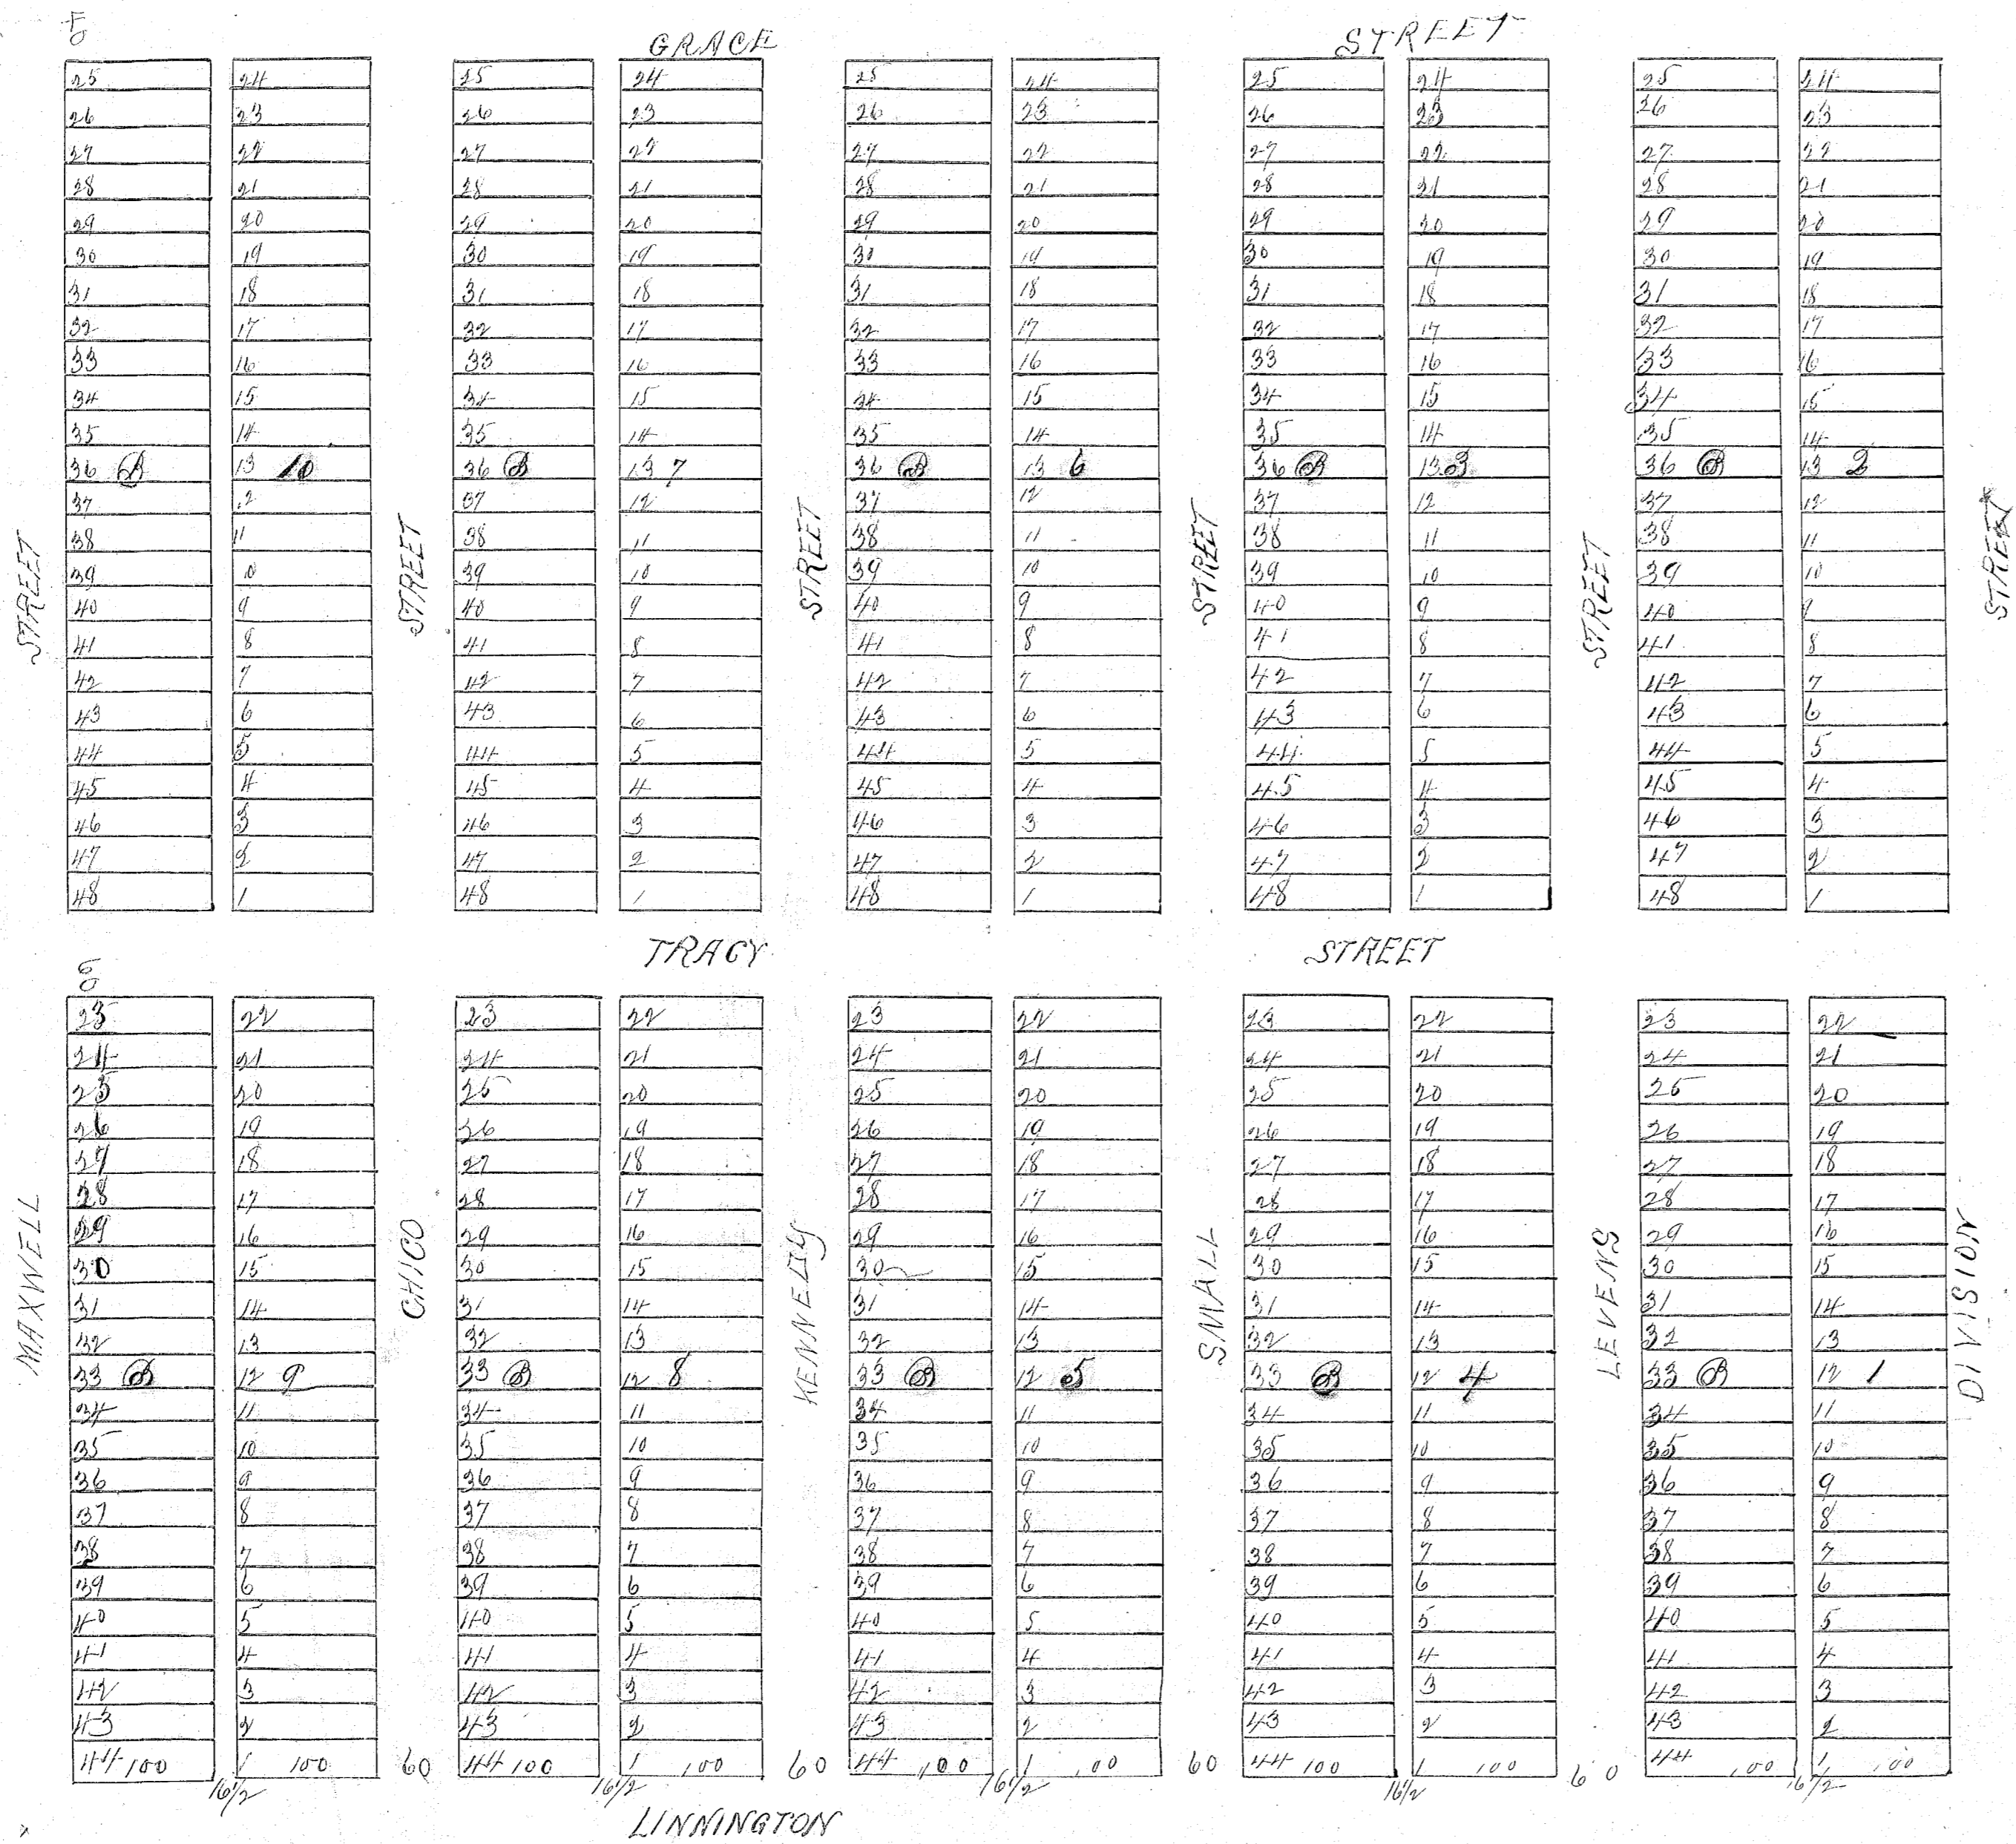 60
GRACE STREET
25 24 25 24 25 24 25 24 25 24
26 23 26 23 26 23 26 23 26 23
27 22 27 22 27 22 27 22 27 22
28 21 28 21 28 21 28 21 28 21
29 20 29 20 29 20 29 20 29 20
30 19 30 19 30 19 30 19 30 19
31 18 31 18 31 18 31 18 31 18
32 17 32 17 32 17 32 17 32 17
33 16 33 16 33 16 33 16 33 16
34 15 34 15 34 15 34 15 34 15
35 14 35 14 35 14 35 14 35 14
36 B 13 10 36 B 13 7 36 B 13 6 36 B 13 3 36 B 13 2
37 12 37 12 37 12 37 12 37 12
38 11 38 11 38 11 38 11 38 11
39 10 39 10 39 10 39 10 39 10
40 9 40 9 40 9 40 9 40 9
41 8 41 8 41 8 41 8 41 8
42 7 42 7 42 7 42 7 42 7
43 6 43 6 43 6 43 6 43 6
44 5 44 5 44 5 44 5 44 5
45 4 45 4 45 4 45 4 45 4
46 3 46 3 46 3 46 3 46 3
47 2 47 2 47 2 47 2 47 2
48 1 48 1 48 1 48 1 48 1
STREET STREET STREET STREET STREET STREET
TRACY STREET
60
23 22 23 22 23 22 23 22 23 22
24 21 24 21 24 21 24 21 24 21
25 20 25 20 25 20 25 20 25 20
26 19 26 19 26 19 26 19 26 19
27 18 27 18 27 18 27 18 27 18
28 17 28 17 28 17 28 17 28 17
29 16 29 16 29 16 29 16 29 16
30 15 30 15 30 15 30 15 30 15
31 14 31 14 31 14 31 14 31 14
32 13 32 13 32 13 32 13 32 13
33 B 12 9 33 B 12 8 33 B 12 5 33 B 12 4 33 B 12 1
34 11 34 11 34 11 34 11 34 11
35 10 35 10 35 10 35 10 35 10
36 9 36 9 36 9 36 9 36 9
37 8 37 8 37 8 37 8 37 8
38 7 38 7 38 7 38 7 38 7
39 6 39 6 39 6 39 6 39 6
40 5 40 5 40 5 40 5 40 5
41 4 41 4 41 4 41 4 41 4
42 3 42 3 42 3 42 3 42 3
43 2 43 2 43 2 43 2 43 2
44 100 1 100 60 44 100 1 100 60 44 100 1 100 60 44 100 1 100 60 44 100 1 100
16 1/2 16 1/2 16 1/2 16 1/2 16 1/2
MAXWELL CHICO SMALL LEVENS DIVISION
LINNINGTON